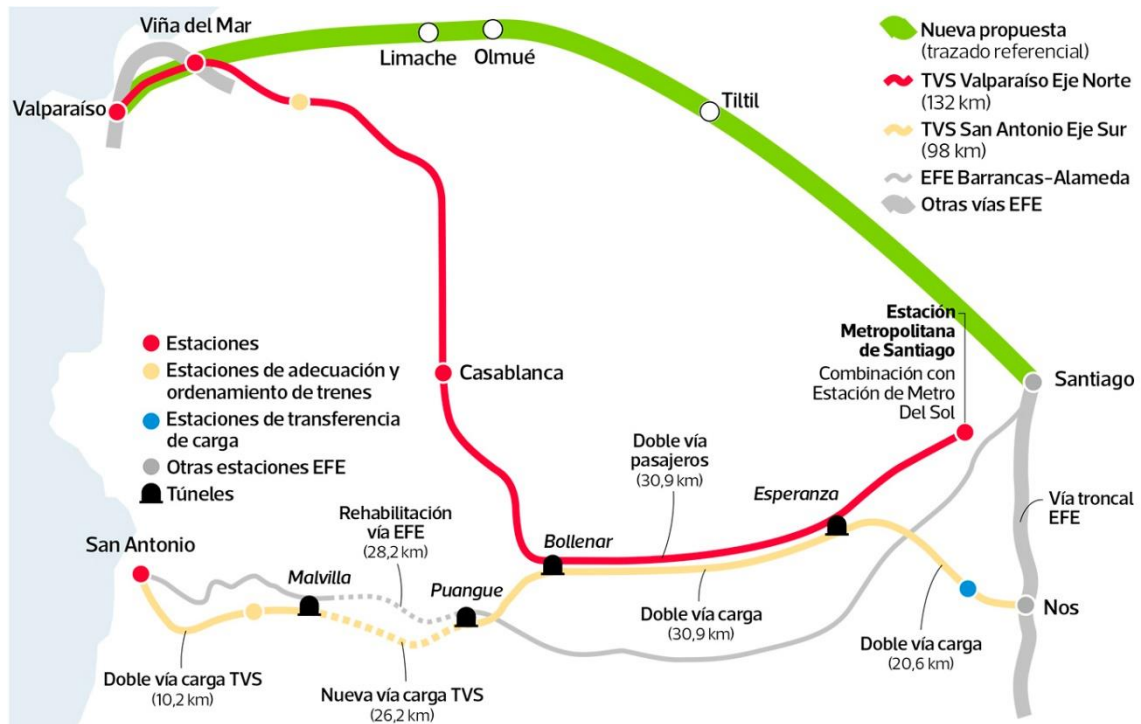 Viña del Mar
Valparaíso
Limache
Olmué
Tiltil
Nueva propuesta
(trazado referencial)
TVS Valparaíso Eje Norte
(132 km)
TVS San Antonio Eje Sur
(98 km)
EFE Barrancas-Alameda
Otras vías EFE
Estaciones
Estaciones de adecuación y
ordenamiento de trenes
Estaciones de transferencia
de carga
Otras estaciones EFE
Túneles
Casablanca
Estación
Metropolitana
de Santiago
Combinación con
Estación de Metro
Del Sol
Santiago
Doble vía
pasajeros
(30,9 km)
Esperanza
Vía troncal
EFE
Rehabilitación
vía EFE
(28,2 km)
San Antonio
Malvilla
Puangue
Bollenar
Nos
Doble vía carga TVS
(10,2 km)
Nueva vía carga TVS
(26,2 km)
Doble vía carga
(30,9 km)
Doble vía carga
(20,6 km)